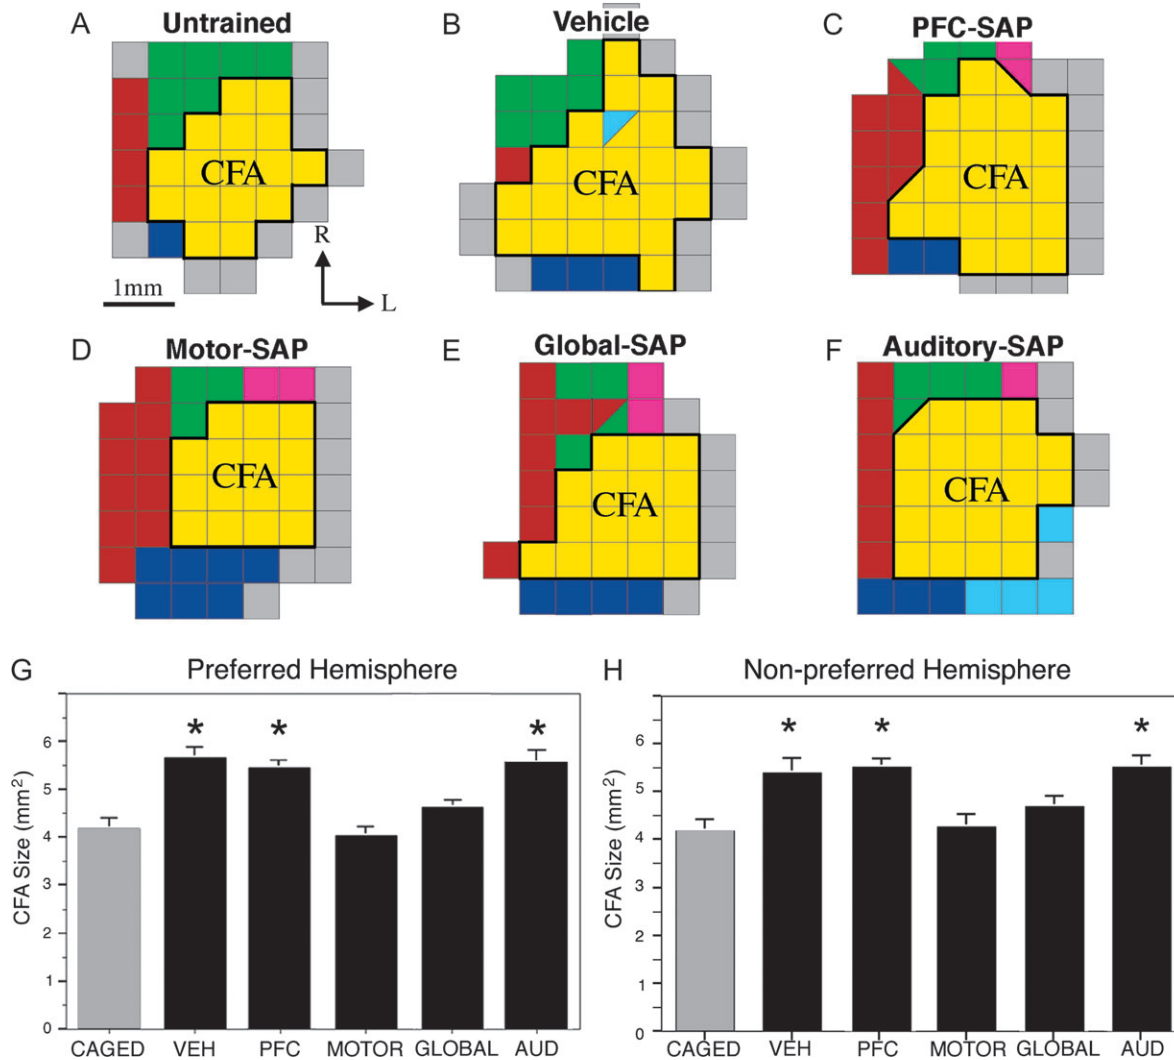 A Untrained
B Vehicle
C PFC-SAP
CFA
CFA
CFA
1mm
R
L
D Motor-SAP
E Global-SAP
F Auditory-SAP
CFA
CFA
CFA
G Preferred Hemisphere
CFA Size (mm²)
6
5
4
3
2
1
0
* * *
CAGED VEH PFC MOTOR GLOBAL AUD
H Non-preferred Hemisphere
CFA Size (mm²)
6
5
4
3
2
1
0
* * *
CAGED VEH PFC MOTOR GLOBAL AUD